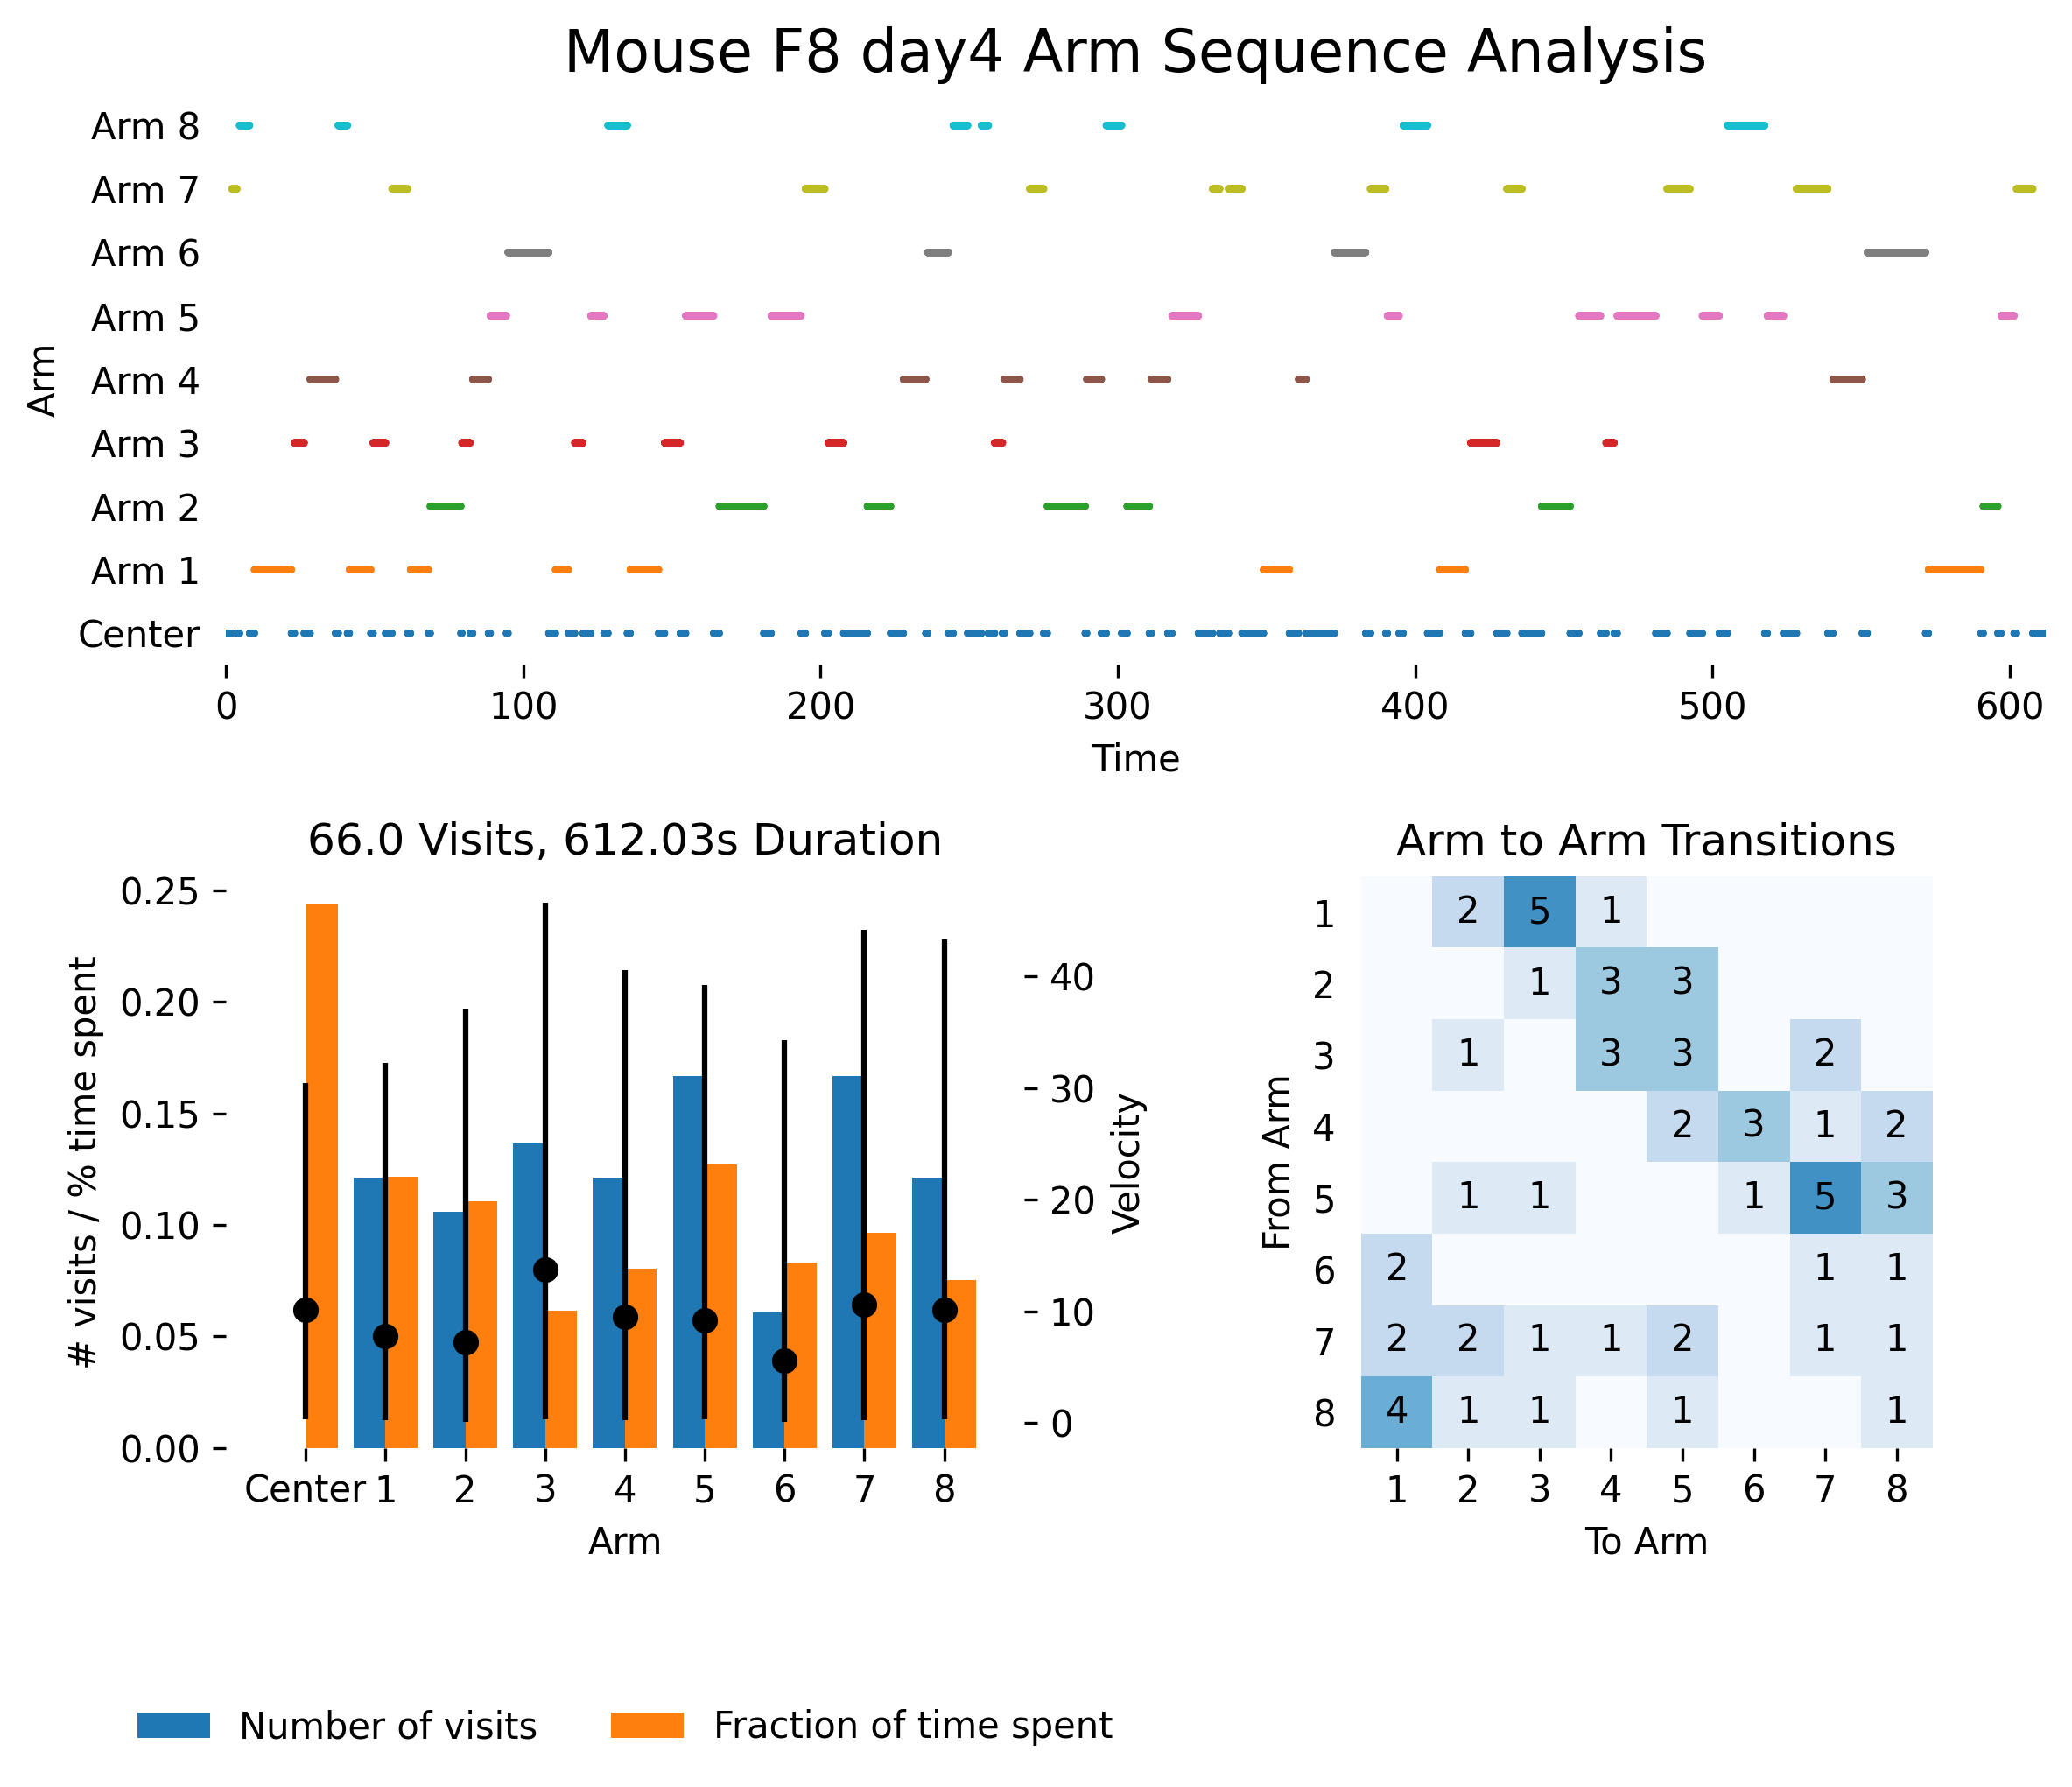 Mouse F8 day4 Arm Sequence Analysis
Arm 8
Arm 7
Arm 6
Arm 5
Arm 4
Arm 3
Arm 2
Arm 1
Center
Arm
0 100 200 300 400 500 600
Time
66.0 Visits, 612.03s Duration
0.25
0.20
0.15
0.10
0.05
0.00
# visits / % time spent
40
30
20
10
0
Velocity
Center 1 2 3 4 5 6 7 8
Arm
Arm to Arm Transitions
From Arm
1 2 5 1
2 1 3 3
3 1 3 3 2
4 2 3 1 2
5 1 1 1 5 3
6 2 1 1
7 2 2 1 1 2 1 1
8 4 1 1 1 1
1 2 3 4 5 6 7 8
To Arm
Number of visits
Fraction of time spent